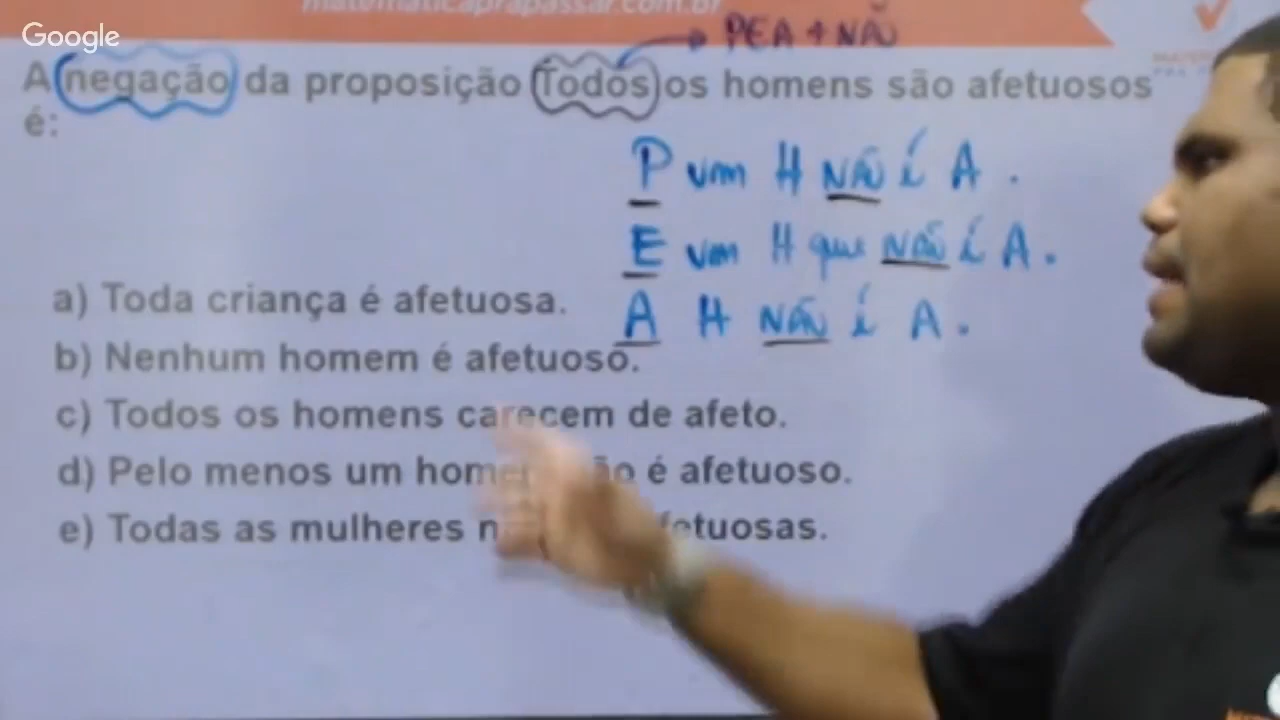 matematicaprapassar.com.br
Google
PEA + NÃO
A negação da proposição Todos os homens são afetuosos
é:
P um H NÃO É A.
E um H que NÃO É A.
A H NÃO É A.
a) Toda criança é afetuosa.
b) Nenhum homem é afetuoso.
c) Todos os homens carecem de afeto.
d) Pelo menos um é afetuoso.
e) Todas as mulheres